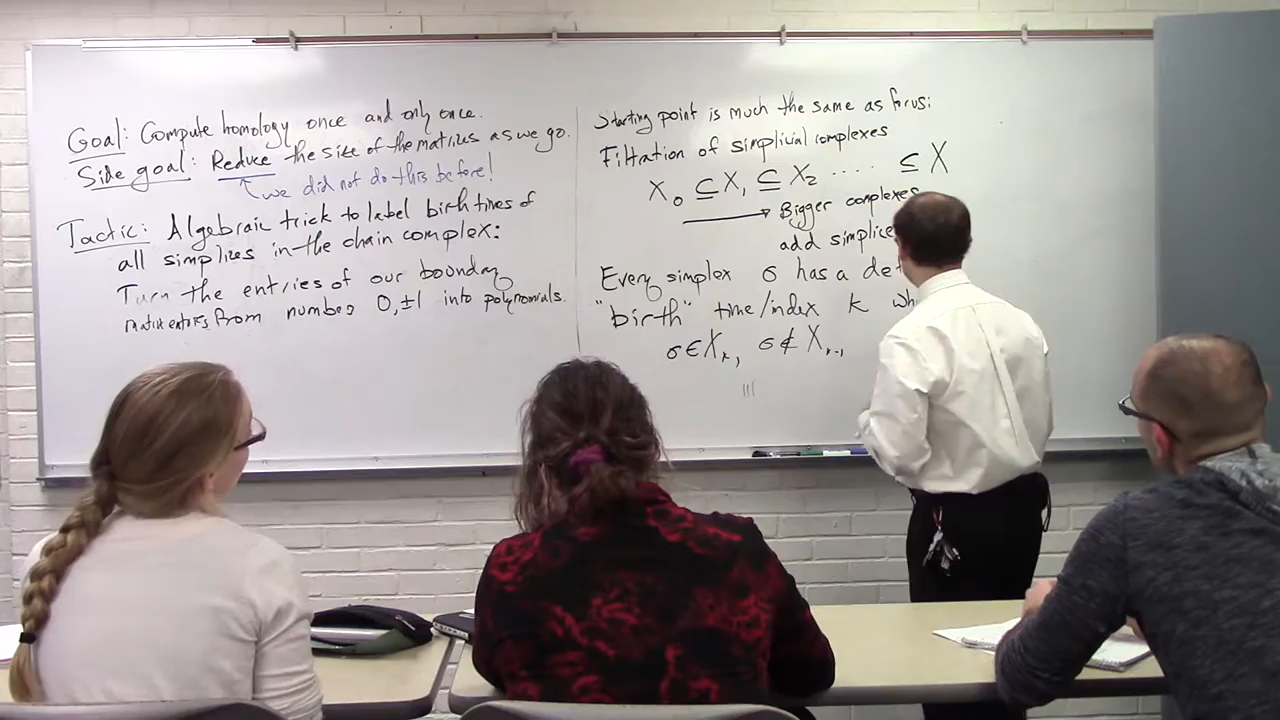 Goal: Compute homology once and only once.
Side goal: Reduce the size of the matrices as we go.
we did not do this before!
Tactic: Algebraic trick to label birth times of
all simplices in the chain complex:
Turn the entries of our boundary
matrix entries from numbers 0, ±1 into polynomials.
Starting point is much the same as
Filtration of simplicial complexes
X₀ ⊆ X₁ ⊆ X₂ ..... ⊆ X
Bigger complexes
add simplice
Every simplex σ has a de
"birth" time/index k wh
σ∈Xₖ, σ∉Xₖ₋₁